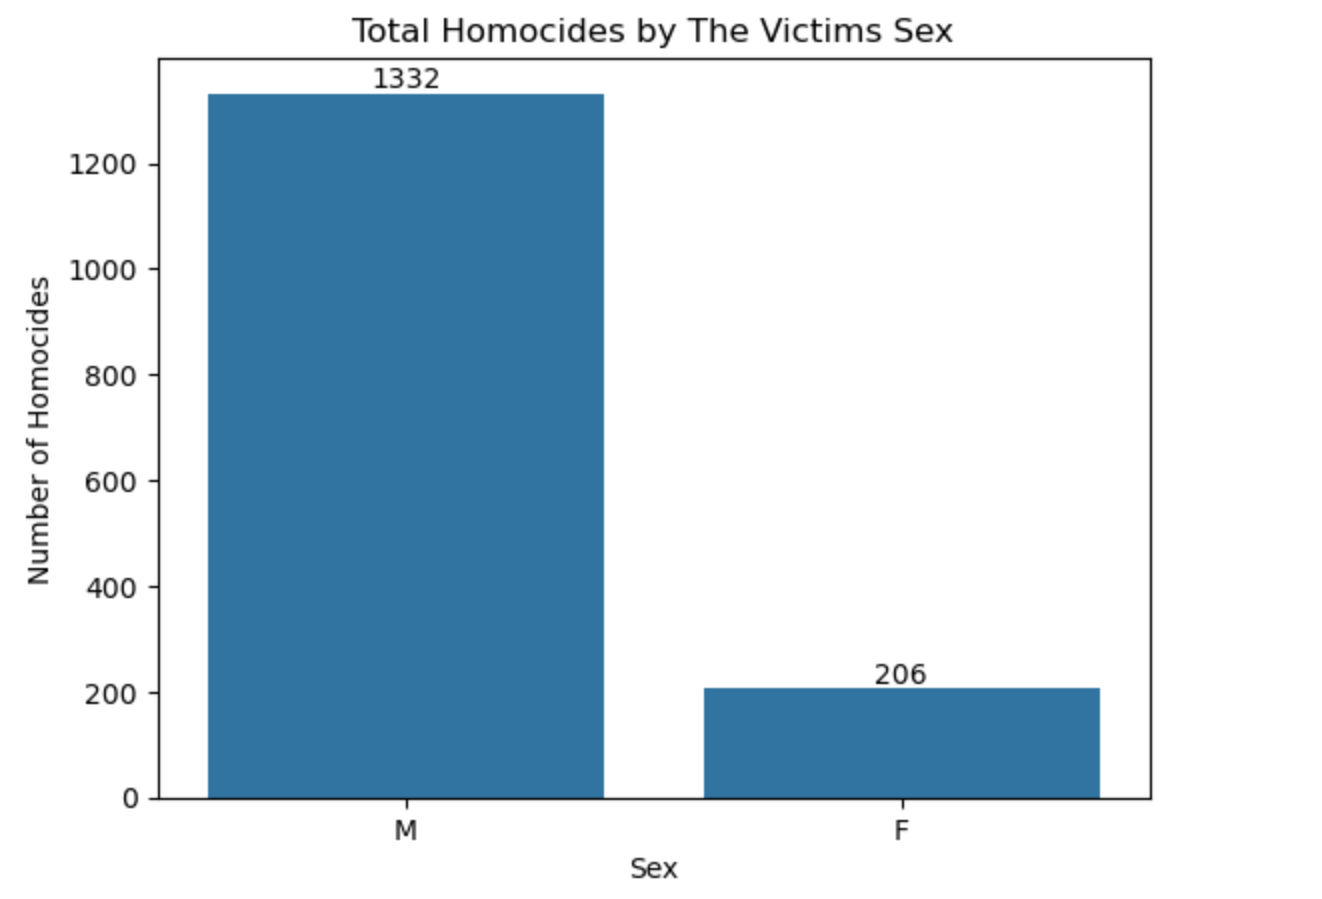 Total Homocides by The Victims Sex
1332
1200
1000
800
600
400
200
0
Number of Homocides
206
M
F
Sex